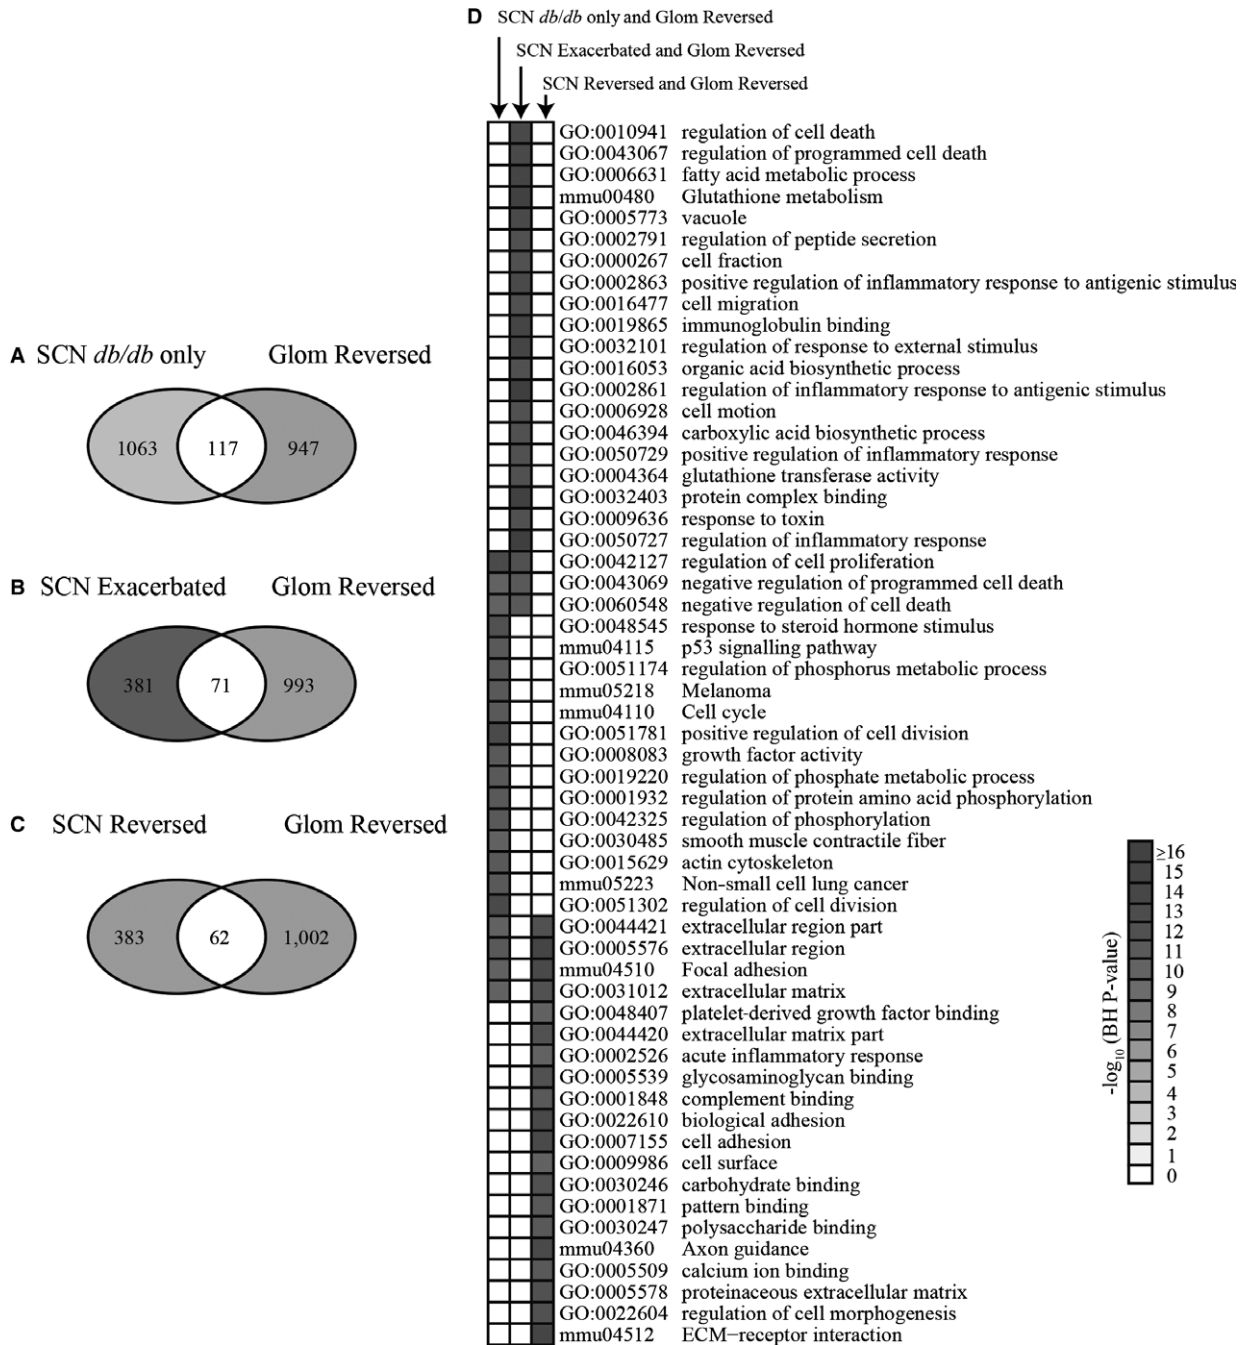 A SCN db/db only Glom Reversed
1063 117 947
B SCN Exacerbated Glom Reversed
381 71 993
C SCN Reversed Glom Reversed
383 62 1,002
D SCN db/db only and Glom Reversed
SCN Exacerbated and Glom Reversed
SCN Reversed and Glom Reversed
GO:0010941 regulation of cell death
GO:0043067 regulation of programmed cell death
GO:0006631 fatty acid metabolic process
mmu00480 Glutathione metabolism
GO:0005773 vacuole
GO:0002791 regulation of peptide secretion
GO:0000267 cell fraction
GO:0002863 positive regulation of inflammatory response to antigenic stimulus
GO:0016477 cell migration
GO:0019865 immunoglobulin binding
GO:0032101 regulation of response to external stimulus
GO:0016053 organic acid biosynthetic process
GO:0002861 regulation of inflammatory response to antigenic stimulus
GO:0006928 cell motion
GO:0046394 carboxylic acid biosynthetic process
GO:0050729 positive regulation of inflammatory response
GO:0004364 glutathione transferase activity
GO:0032403 protein complex binding
GO:0009636 response to toxin
GO:0050727 regulation of inflammatory response
GO:0042127 regulation of cell proliferation
GO:0043069 negative regulation of programmed cell death
GO:0060548 negative regulation of cell death
GO:0048545 response to steroid hormone stimulus
mmu04115 p53 signalling pathway
GO:0051174 regulation of phosphorus metabolic process
mmu05218 Melanoma
mmu04110 Cell cycle
GO:0051781 positive regulation of cell division
GO:0008083 growth factor activity
GO:0019220 regulation of phosphate metabolic process
GO:0001932 regulation of protein amino acid phosphorylation
GO:0042325 regulation of phosphorylation
GO:0030485 smooth muscle contractile fiber
GO:0015629 actin cytoskeleton
mmu05223 Non-small cell lung cancer
GO:0051302 regulation of cell division
GO:0044421 extracellular region part
GO:0005576 extracellular region
mmu04510 Focal adhesion
GO:0031012 extracellular matrix
GO:0048407 platelet-derived growth factor binding
GO:0044420 extracellular matrix part
GO:0002526 acute inflammatory response
GO:0005539 glycosaminoglycan binding
GO:0001848 complement binding
GO:0022610 biological adhesion
GO:0007155 cell adhesion
GO:0009986 cell surface
GO:0030246 carbohydrate binding
GO:0001871 pattern binding
GO:0030247 polysaccharide binding
mmu04360 Axon guidance
GO:0005509 calcium ion binding
GO:0005578 proteinaceous extracellular matrix
GO:0022604 regulation of cell morphogenesis
mmu04512 ECM−receptor interaction
-log10 (BH P-value)
≥16
15
14
13
12
11
10
9
8
7
6
5
4
3
2
1
0